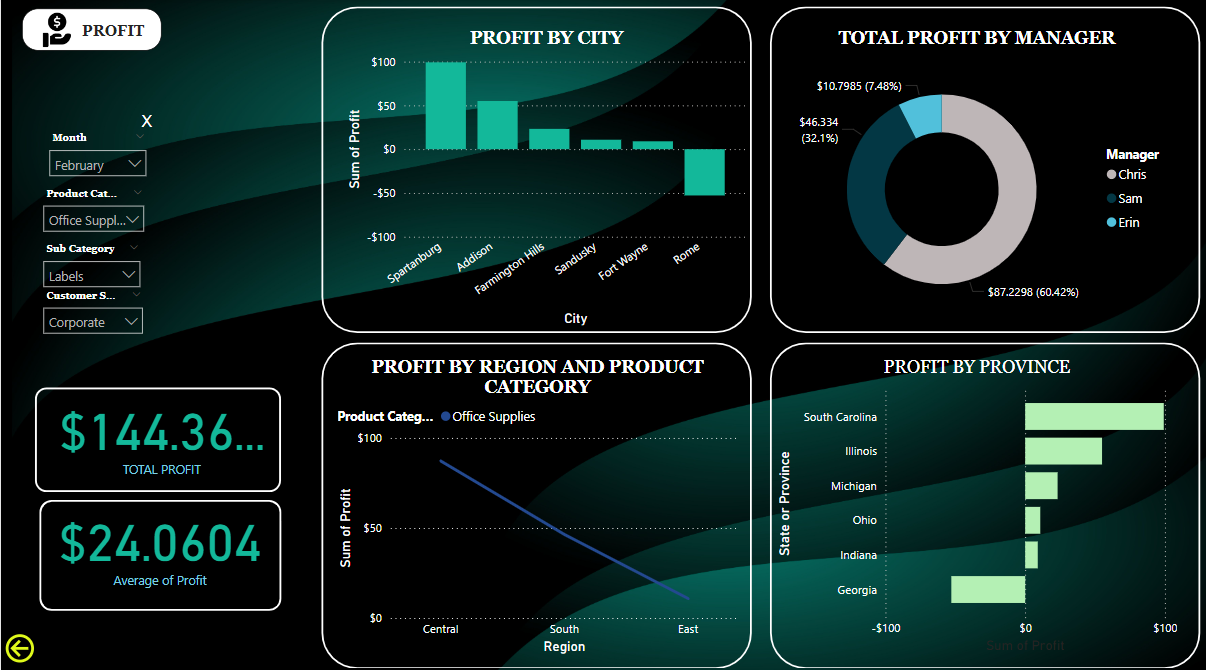 $
PROFIT
X
Month
February
Product Cat...
Office Suppl...
Sub Category
Labels
Customer S...
Corporate
$144.36...
TOTAL PROFIT
$24.0604
Average of Profit
PROFIT BY CITY
Sum of Profit
$100
$50
$0
-$50
-$100
Spartanburg
Addison
Farmington Hills
Sandusky
Fort Wayne
Rome
City
TOTAL PROFIT BY MANAGER
$10.7985 (7.48%)
$46.334
(32.1%)
$87.2298 (60.42%)
Manager
Chris
Sam
Erin
PROFIT BY REGION AND PRODUCT
CATEGORY
Product Categ... Office Supplies
Sum of Profit
$100
$50
$0
Central South East
Region
PROFIT BY PROVINCE
State or Province
South Carolina
Illinois
Michigan
Ohio
Indiana
Georgia
-$100 $0 $100
Sum of Profit